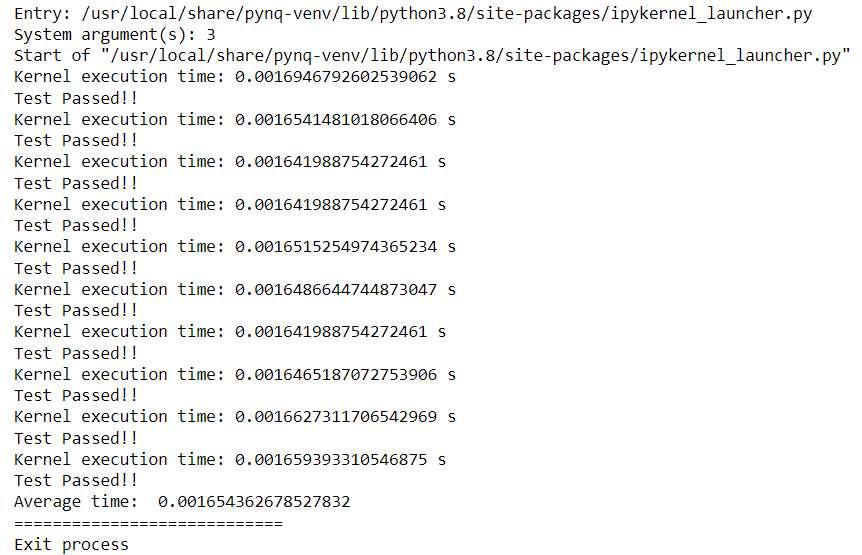 Entry: /usr/local/share/pynq-venv/lib/python3.8/site-packages/ipykernel_launcher.py
System argument(s): 3
Start of "/usr/local/share/pynq-venv/lib/python3.8/site-packages/ipykernel_launcher.py"
Kernel execution time: 0.0016946792602539062 s
Test Passed!!
Kernel execution time: 0.0016541481018066406 s
Test Passed!!
Kernel execution time: 0.001641988754272461 s
Test Passed!!
Kernel execution time: 0.001641988754272461 s
Test Passed!!
Kernel execution time: 0.0016515254974365234 s
Test Passed!!
Kernel execution time: 0.0016486644744873047 s
Test Passed!!
Kernel execution time: 0.001641988754272461 s
Test Passed!!
Kernel execution time: 0.0016465187072753906 s
Test Passed!!
Kernel execution time: 0.0016627311706542969 s
Test Passed!!
Kernel execution time: 0.001659393310546875 s
Test Passed!!
Average time:  0.001654362678527832
============================
Exit process